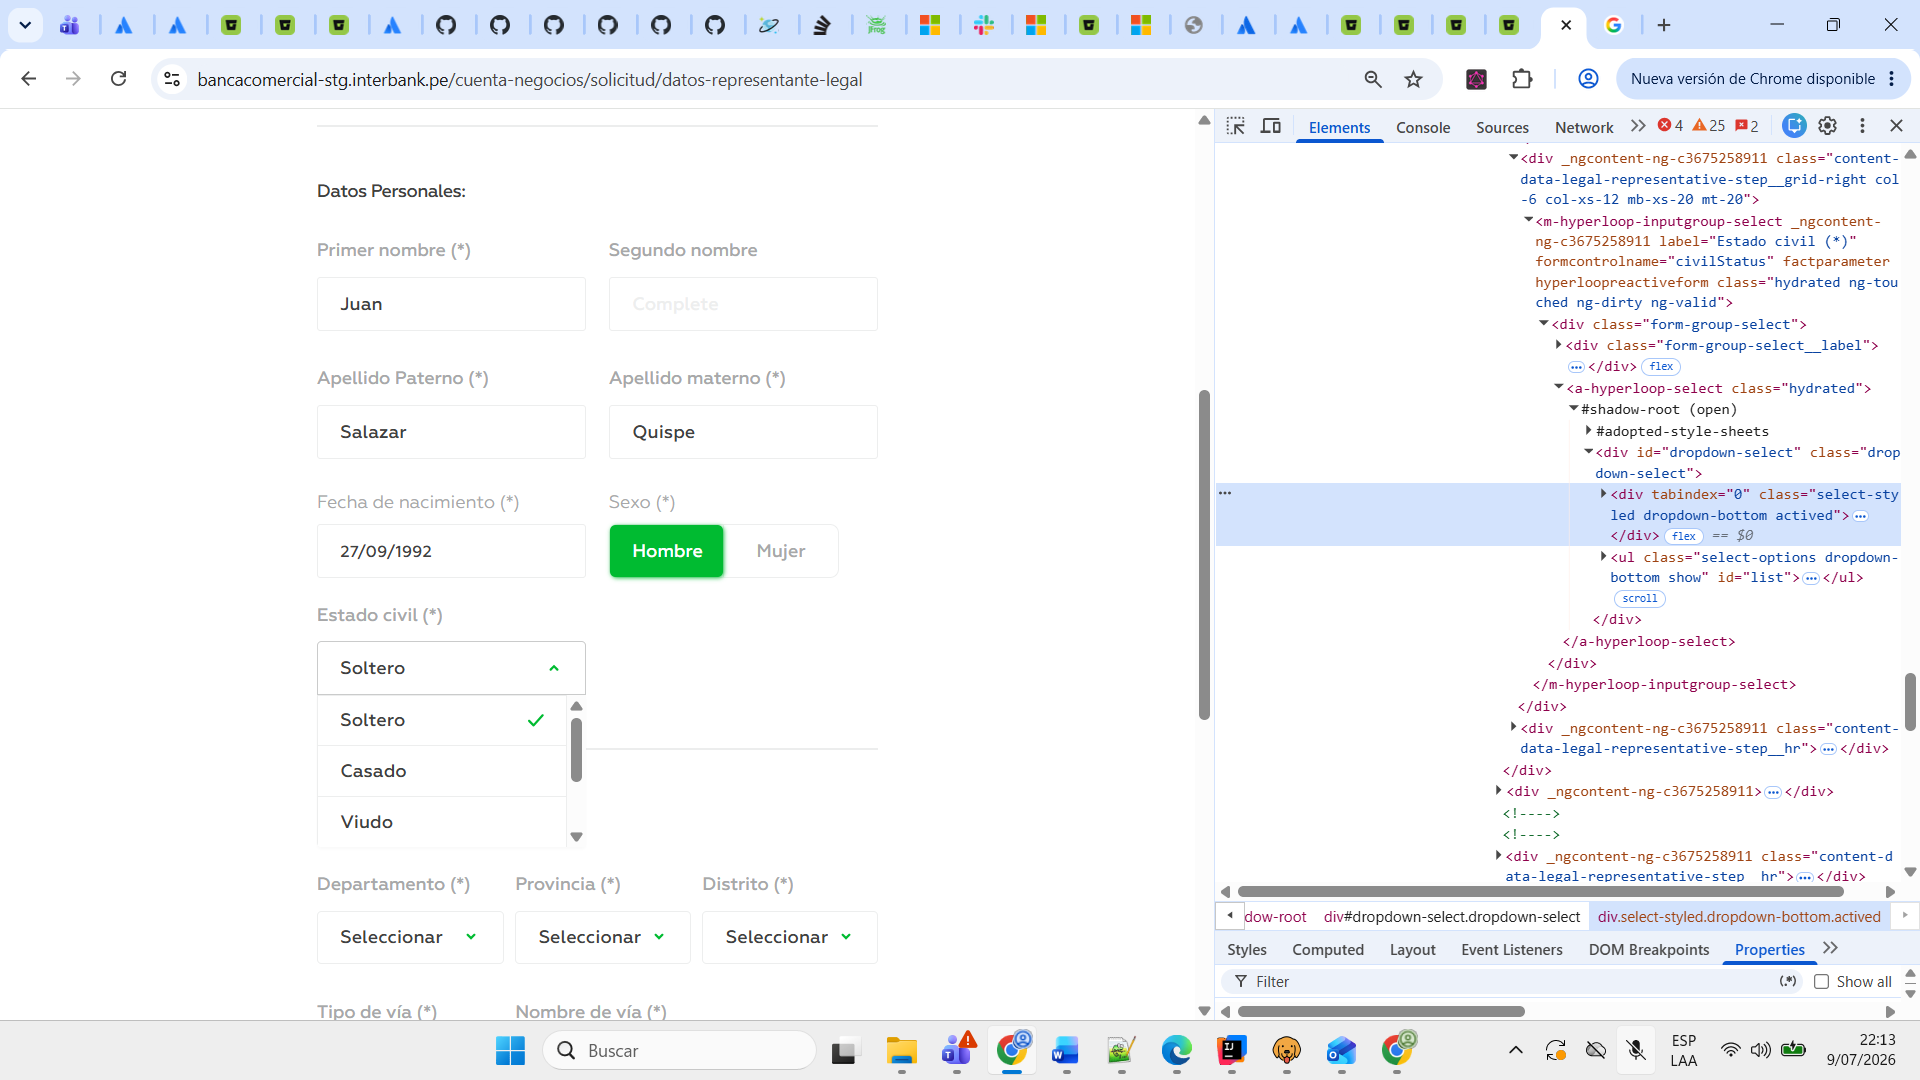 bancacomercial-stg.interbank.pe/cuenta-negocios/solicitud/datos-representante-legal
Nueva versión de Chrome disponible
Datos Personales:
Primer nombre (*)
Segundo nombre
Juan
Complete
Apellido Paterno (*)
Apellido materno (*)
Salazar
Quispe
Fecha de nacimiento (*)
Sexo (*)
27/09/1992
Hombre
Mujer
Estado civil (*)
Soltero
Soltero
Casado
Viudo
Departamento (*)
Provincia (*)
Distrito (*)
Seleccionar
Seleccionar
Seleccionar
Tipo de vía (*)
Nombre de vía (*)
Elements
Console
Sources
Network
4
25
2
<div _ngcontent-ng-c3675258911 class="content-
data-legal-representative-step__grid-right col
-6 col-xs-12 mb-xs-20 mt-20">
<m-hyperloop-inputgroup-select _ngcontent-
ng-c3675258911 label="Estado civil (*)"
formcontrolname="civilStatus" factparameter
hyperloopreactiveform class="hydrated ng-tou
ched ng-dirty ng-valid">
<div class="form-group-select">
<div class="form-group-select__label">
</div> flex
<a-hyperloop-select class="hydrated">
#shadow-root (open)
#adopted-style-sheets
<div id="dropdown-select" class="drop
down-select">
<div tabindex="0" class="select-sty
led dropdown-bottom actived">
</div> flex == $0
<ul class="select-options dropdown-
bottom show" id="list"> </ul>
scroll
</div>
</a-hyperloop-select>
</div>
</m-hyperloop-inputgroup-select>
</div>
<div _ngcontent-ng-c3675258911 class="content-
data-legal-representative-step__hr"> </div>
</div>
<div _ngcontent-ng-c3675258911> </div>
<!---->
<!---->
<div _ngcontent-ng-c3675258911 class="content-d
ata-legal-representative-step__hr"> </div>
dow-root
div#dropdown-select.dropdown-select
div.select-styled.dropdown-bottom.actived
Styles
Computed
Layout
Event Listeners
DOM Breakpoints
Properties
Filter
(.*)
Show all
Buscar
ESP
LAA
22:13
9/07/2026